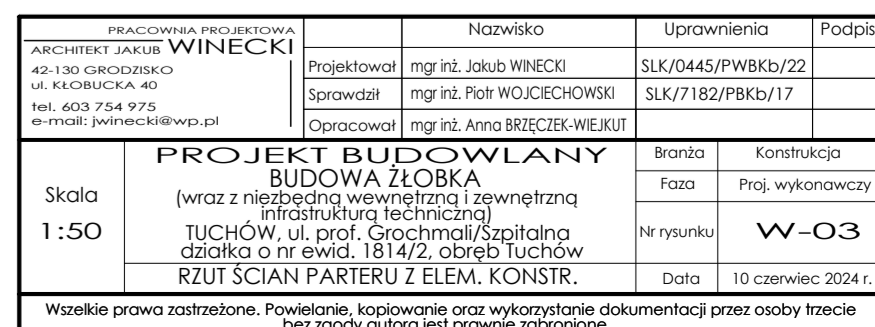 PRACOWNIA PROJEKTOWA
ARCHITEKT JAKUB WINECKI
42-130 GRODZISKO
ul. KŁOBUCKA 40
tel. 603 754 975
e-mail: jwinecki@wp.pl
Nazwisko Uprawnienia Podpis
Projektował mgr inż. Jakub WINECKI SLK/0445/PWBKb/22
Sprawdził mgr inż. Piotr WOJCIECHOWSKI SLK/7182/PBKb/17
Opracował mgr inż. Anna BRZĘCZEK-WIEJKUT
Skala
1:50
PROJEKT BUDOWLANY
BUDOWA ŻŁOBKA
(wraz z niezbędną wewnętrzną i zewnętrzną
infrastrukturą techniczną)
TUCHÓW, ul. prof. Grochmali/Szpitalna
działka o nr ewid. 1814/2, obręb Tuchów
RZUT ŚCIAN PARTERU Z ELEM. KONSTR.
Branża Konstrukcja
Faza Proj. wykonawczy
Nr rysunku W-03
Data 10 czerwiec 2024 r.
Wszelkie prawa zastrzeżone. Powielanie, kopiowanie oraz wykorzystanie dokumentacji przez osoby trzecie
bez zgody autora jest prawnie zabronione.